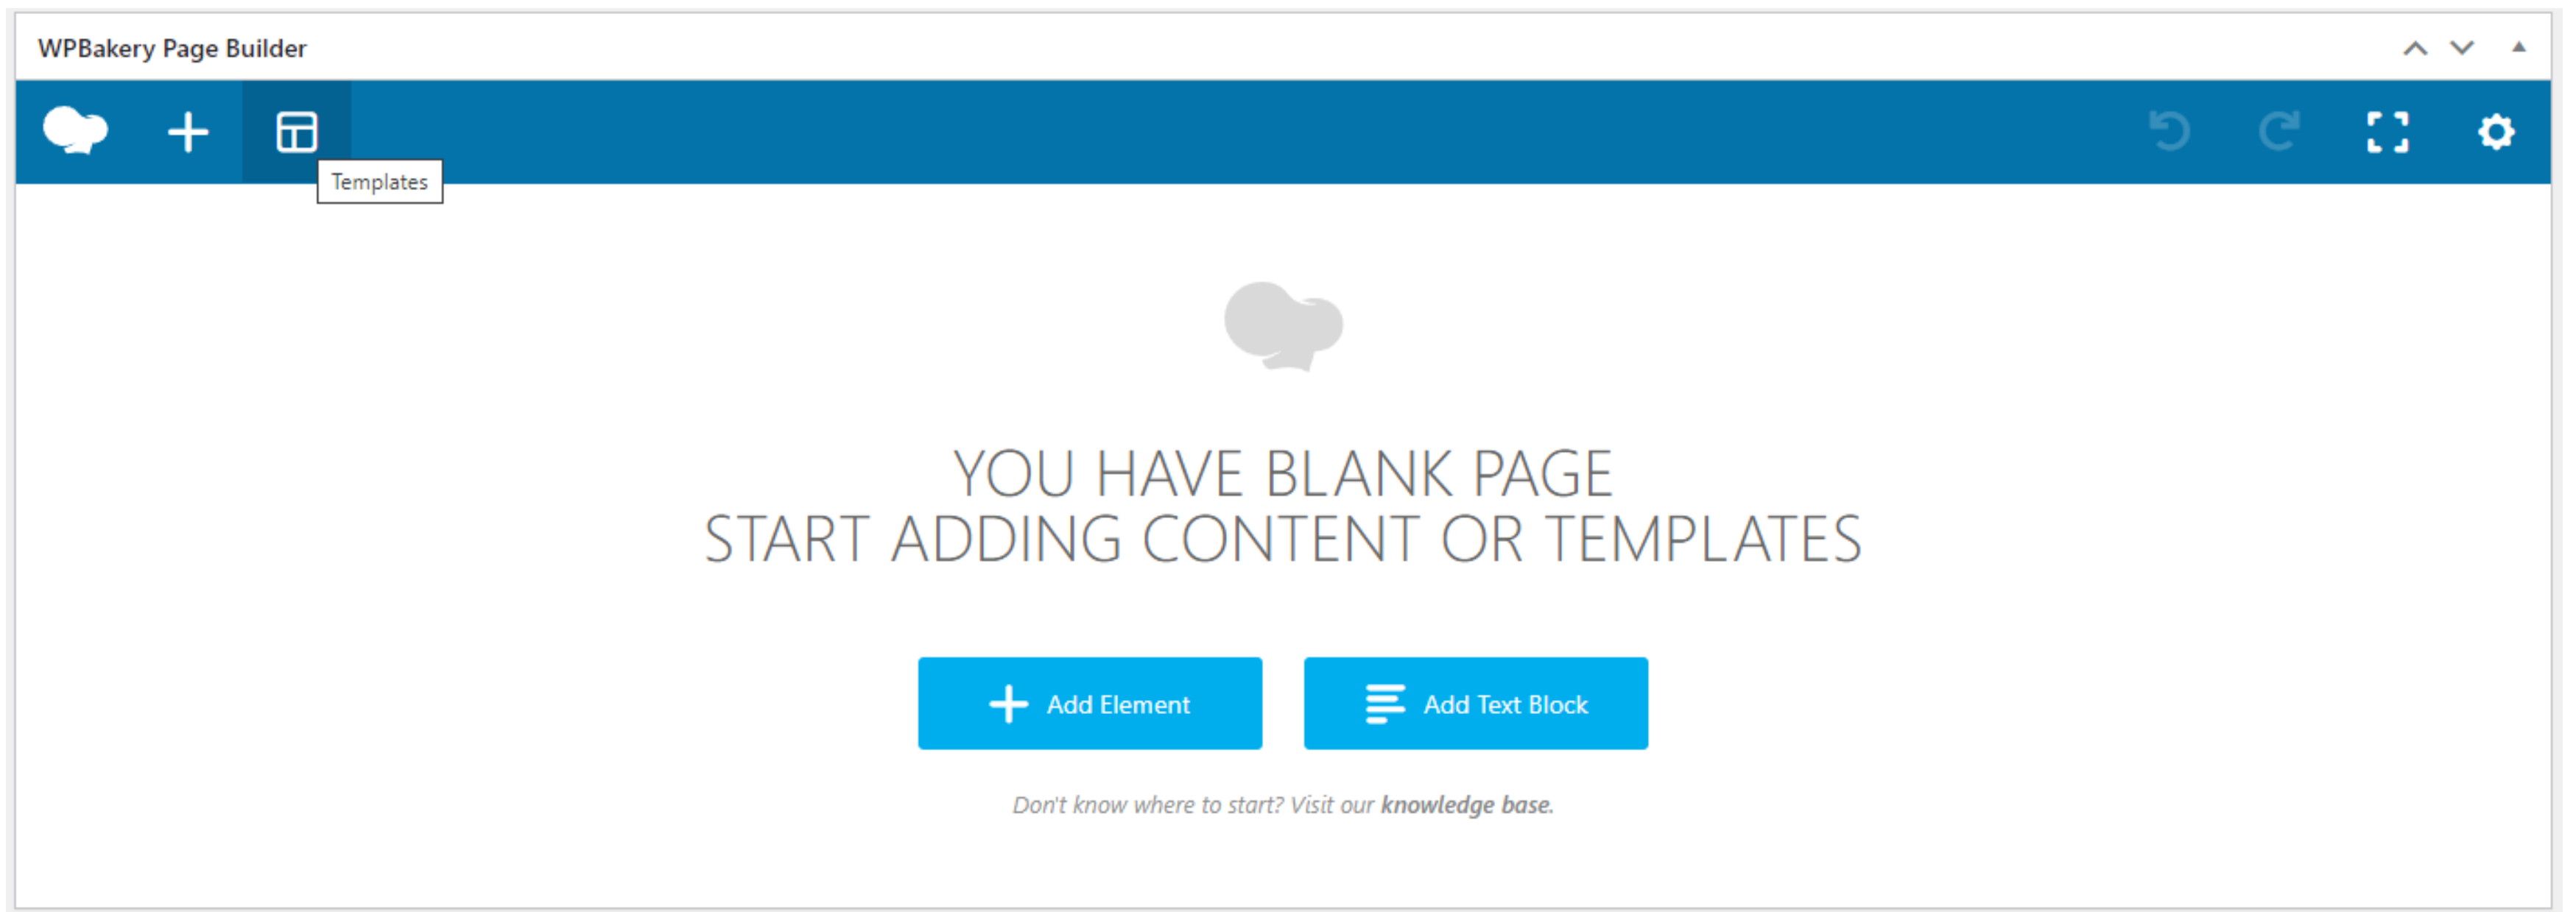 WPBakery Page Builder
Templates
YOU HAVE BLANK PAGE
START ADDING CONTENT OR TEMPLATES
Add Element
Add Text Block
Don't know where to start? Visit our knowledge base.